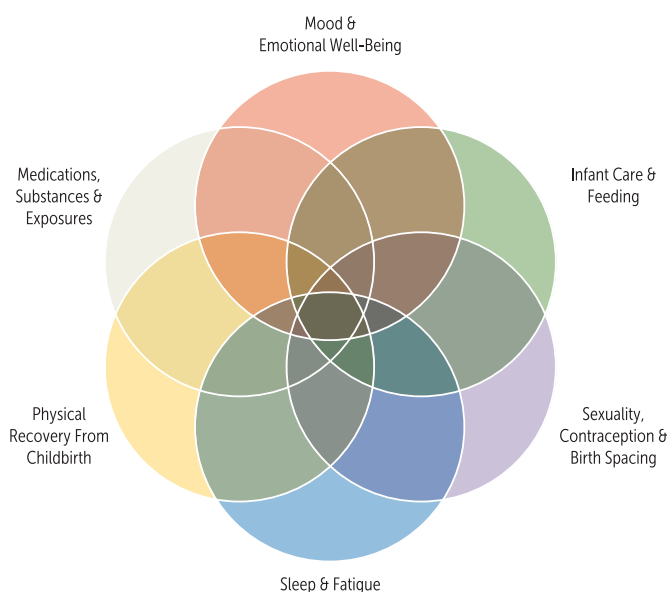 Mood &
Emotional Well-Being
Medications,
Substances &
Exposures
Infant Care &
Feeding
Physical
Recovery From
Childbirth
Sexuality,
Contraception &
Birth Spacing
Sleep & Fatigue